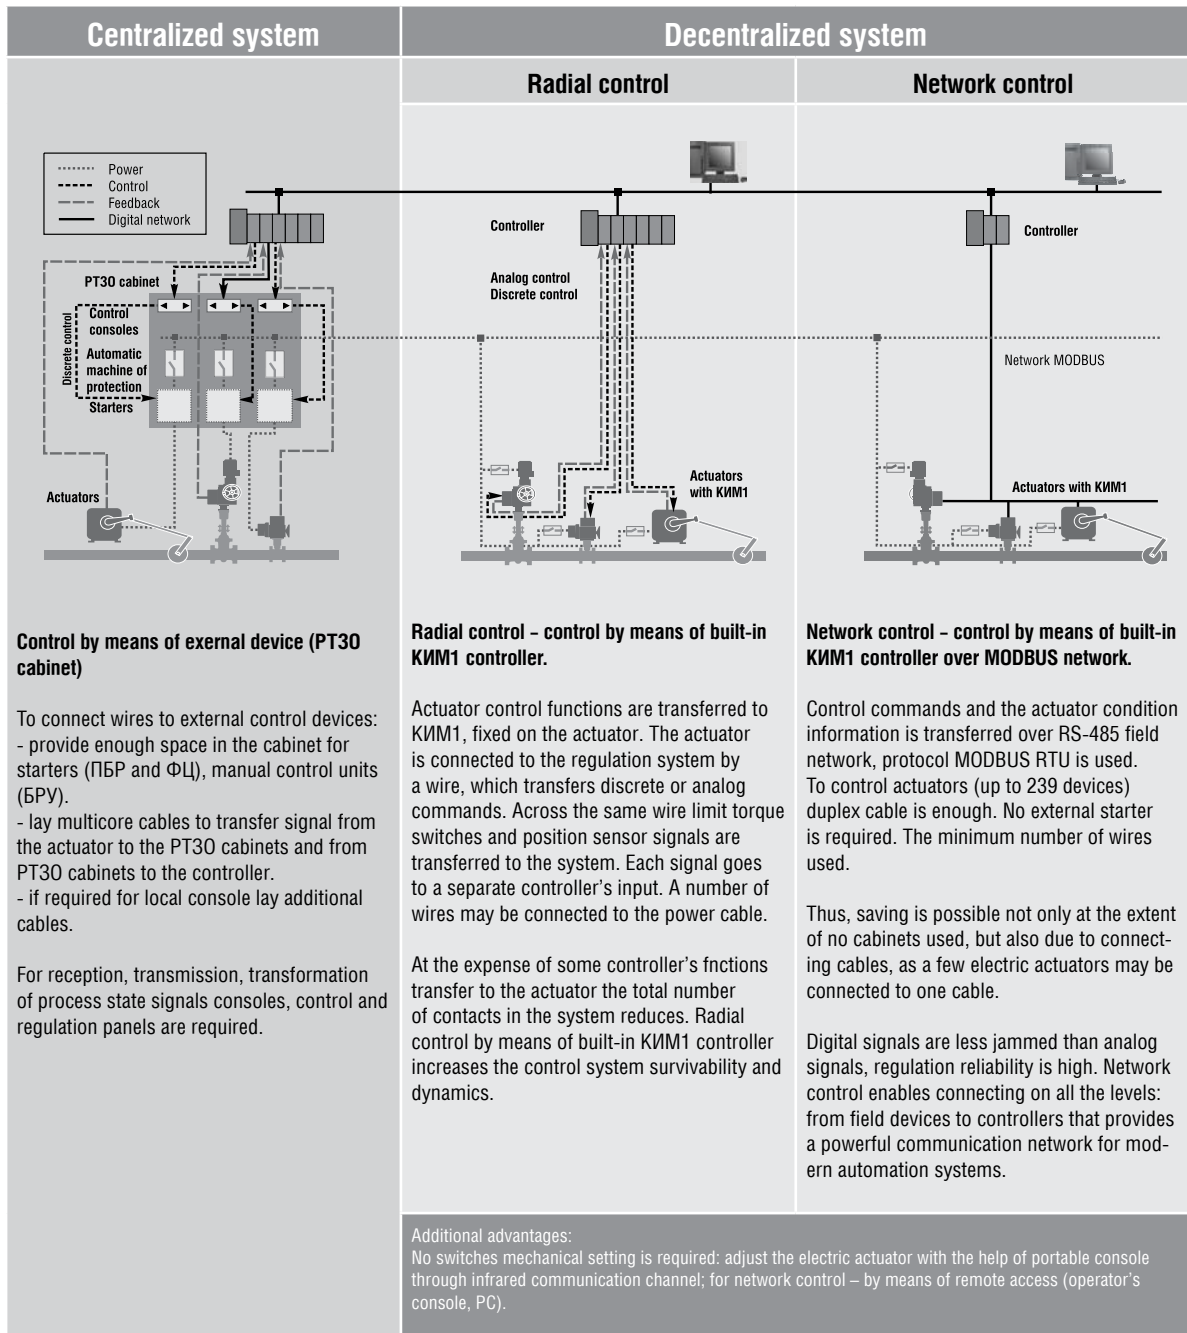 Centralized system
Decentralized system
Radial control
Network control
Power
Control
Feedback
Digital network
PT3O cabinet
Control
consoles
Discrete control
Automatic
machine of
protection
Starters
Actuators
Controller
Analog control
Discrete control
Actuators
with КИМ1
Controller
Network MODBUS
Actuators with КИМ1
Control by means of exernal device (PT3O
cabinet)
To connect wires to external control devices:
- provide enough space in the cabinet for
starters (ПБР and ФЦ), manual control units
(БРУ).
- lay multicore cables to transfer signal from
the actuator to the PT3O cabinets and from
PT3O cabinets to the controller.
- if required for local console lay additional
cables.
For reception, transmission, transformation
of process state signals consoles, control and
regulation panels are required.
Radial control – control by means of built-in
КИМ1 controller.
Actuator control functions are transferred to
КИМ1, fixed on the actuator. The actuator
is connected to the regulation system by
a wire, which transfers discrete or analog
commands. Across the same wire limit torque
switches and position sensor signals are
transferred to the system. Each signal goes
to a separate controller's input. A number of
wires may be connected to the power cable.
At the expense of some controller's fnctions
transfer to the actuator the total number
of contacts in the system reduces. Radial
control by means of built-in КИМ1 controller
increases the control system survivability and
dynamics.
Network control – control by means of built-in
КИМ1 controller over MODBUS network.
Control commands and the actuator condition
information is transferred over RS-485 field
network, protocol MODBUS RTU is used.
To control actuators (up to 239 devices)
duplex cable is enough. No external starter
is required. The minimum number of wires
used.
Thus, saving is possible not only at the extent
of no cabinets used, but also due to connect-
ing cables, as a few electric actuators may be
connected to one cable.
Digital signals are less jammed than analog
signals, regulation reliability is high. Network
control enables connecting on all the levels:
from field devices to controllers that provides
a powerful communication network for mod-
ern automation systems.
Additional advantages:
No switches mechanical setting is required: adjust the electric actuator with the help of portable console
through infrared communication channel; for network control – by means of remote access (operator's
console, PC).